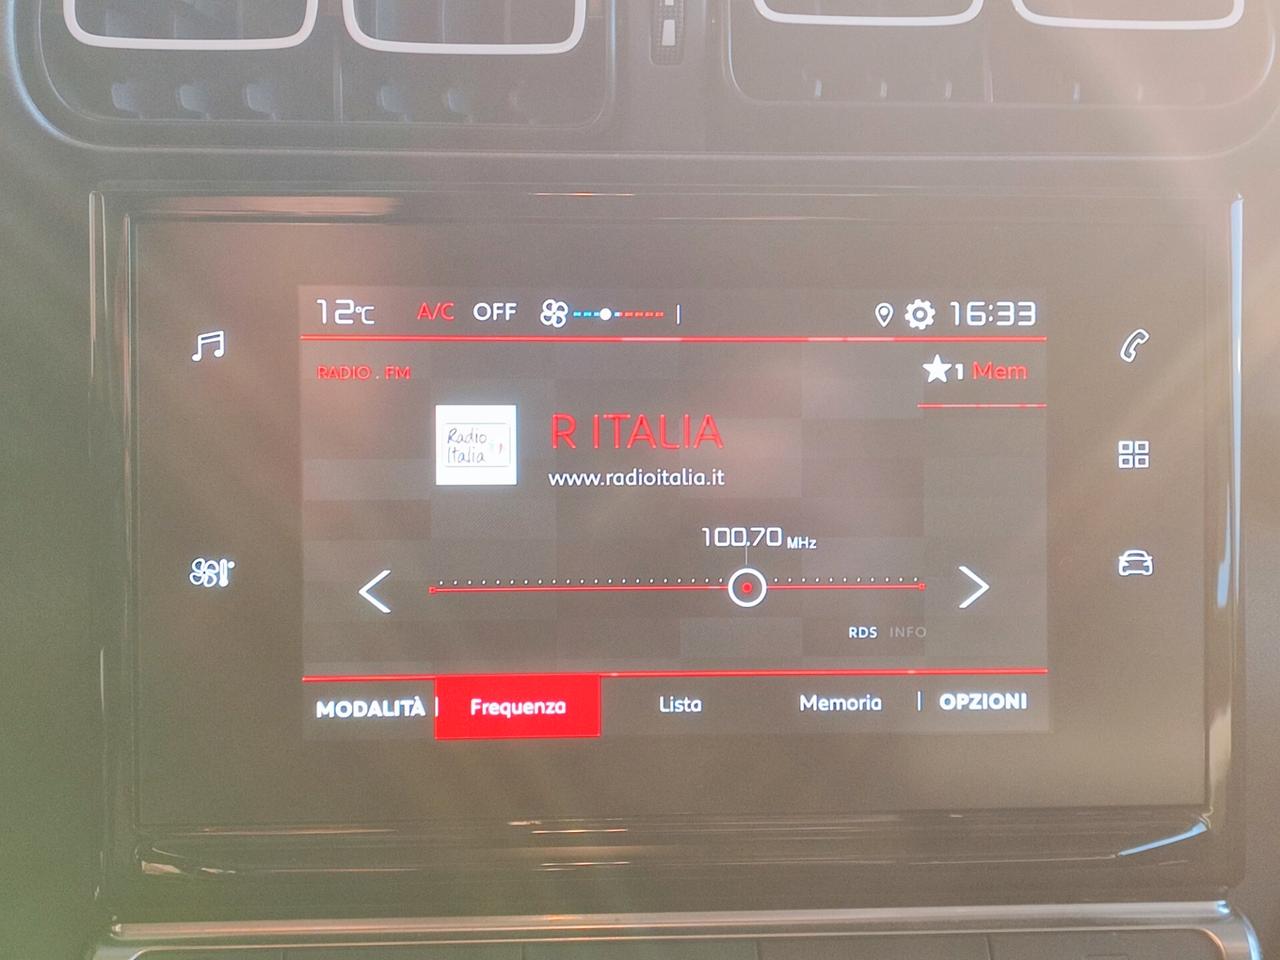 12°C A/C OFF 16:33
RADIO . FM
1 Mem
Radio
Italia
R ITALIA
www.radioitalia.it
100.70 MHz
RDS INFO
MODALITÀ Frequenza Lista Memoria OPZIONI